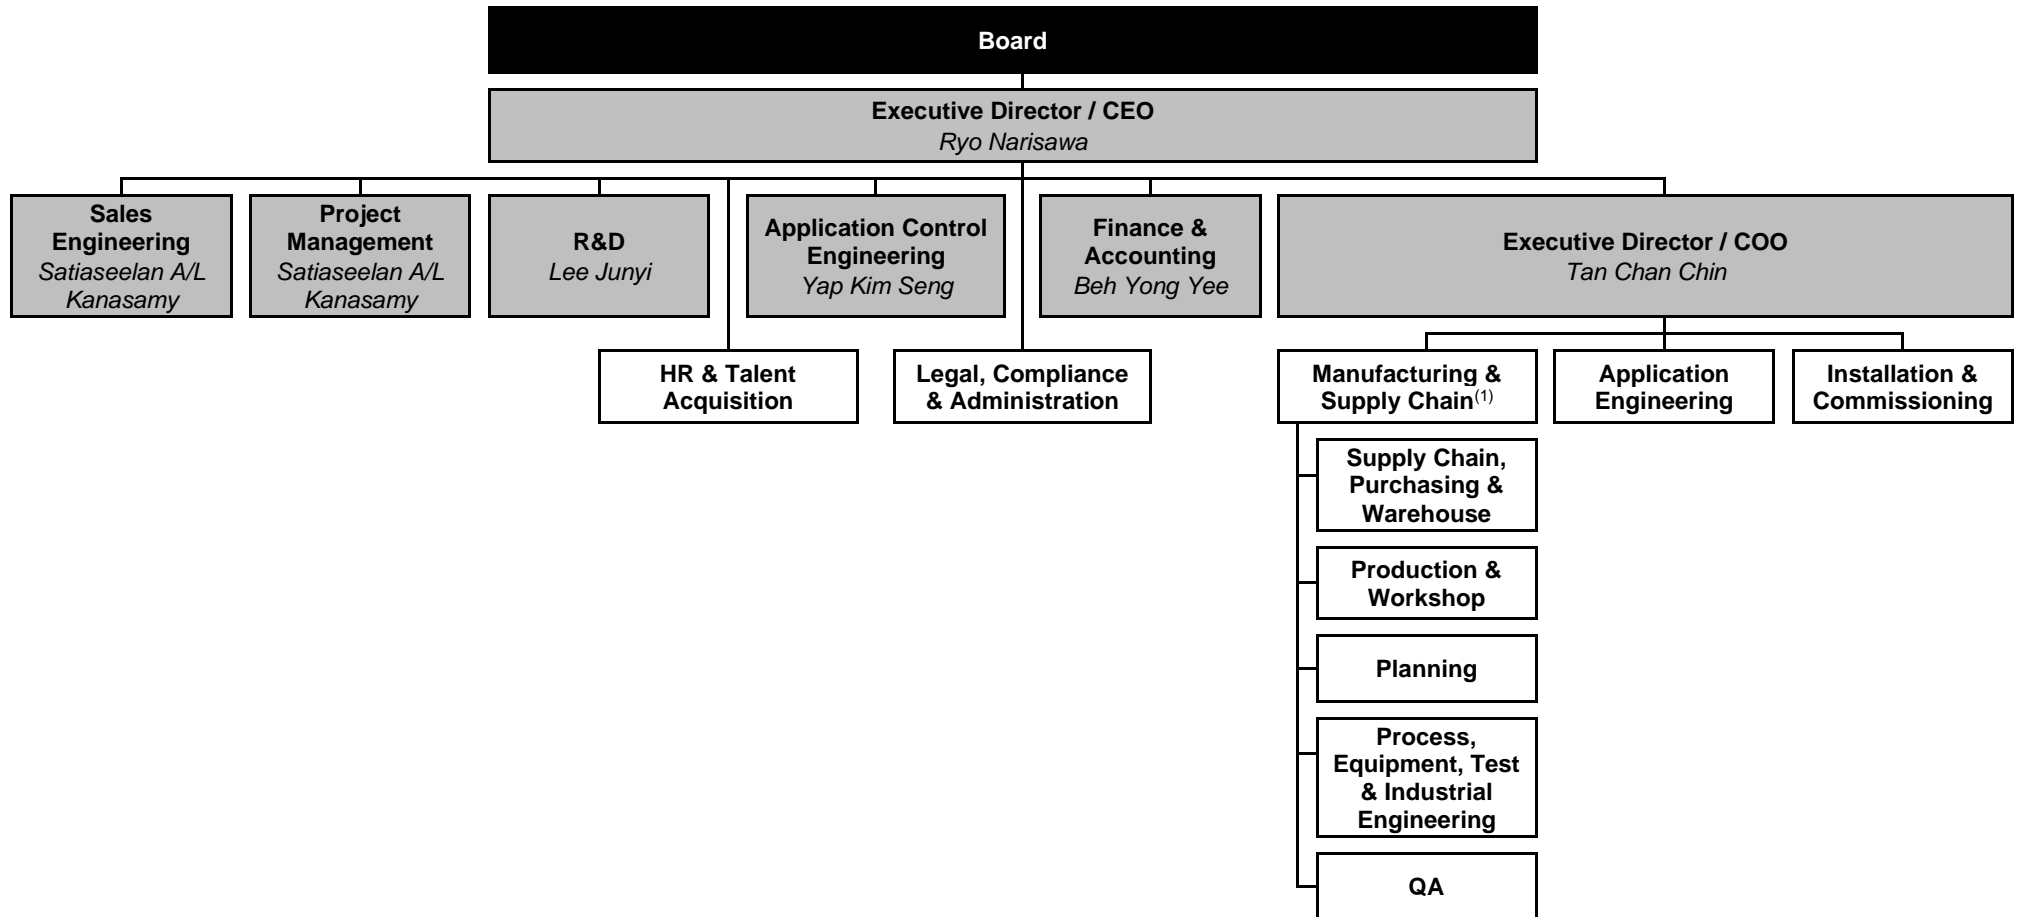 Board
Executive Director / CEO
Ryo Narisawa
Sales
Engineering
Satiaseelan A/L
Kanasamy
Project
Management
Satiaseelan A/L
Kanasamy
R&D
Lee Junyi
Application Control
Engineering
Yap Kim Seng
Finance &
Accounting
Beh Yong Yee
Executive Director / COO
Tan Chan Chin
HR & Talent
Acquisition
Legal, Compliance
& Administration
Manufacturing &
Supply Chain(1)
Application
Engineering
Installation &
Commissioning
Supply Chain,
Purchasing &
Warehouse
Production &
Workshop
Planning
Process,
Equipment, Test
& Industrial
Engineering
QA